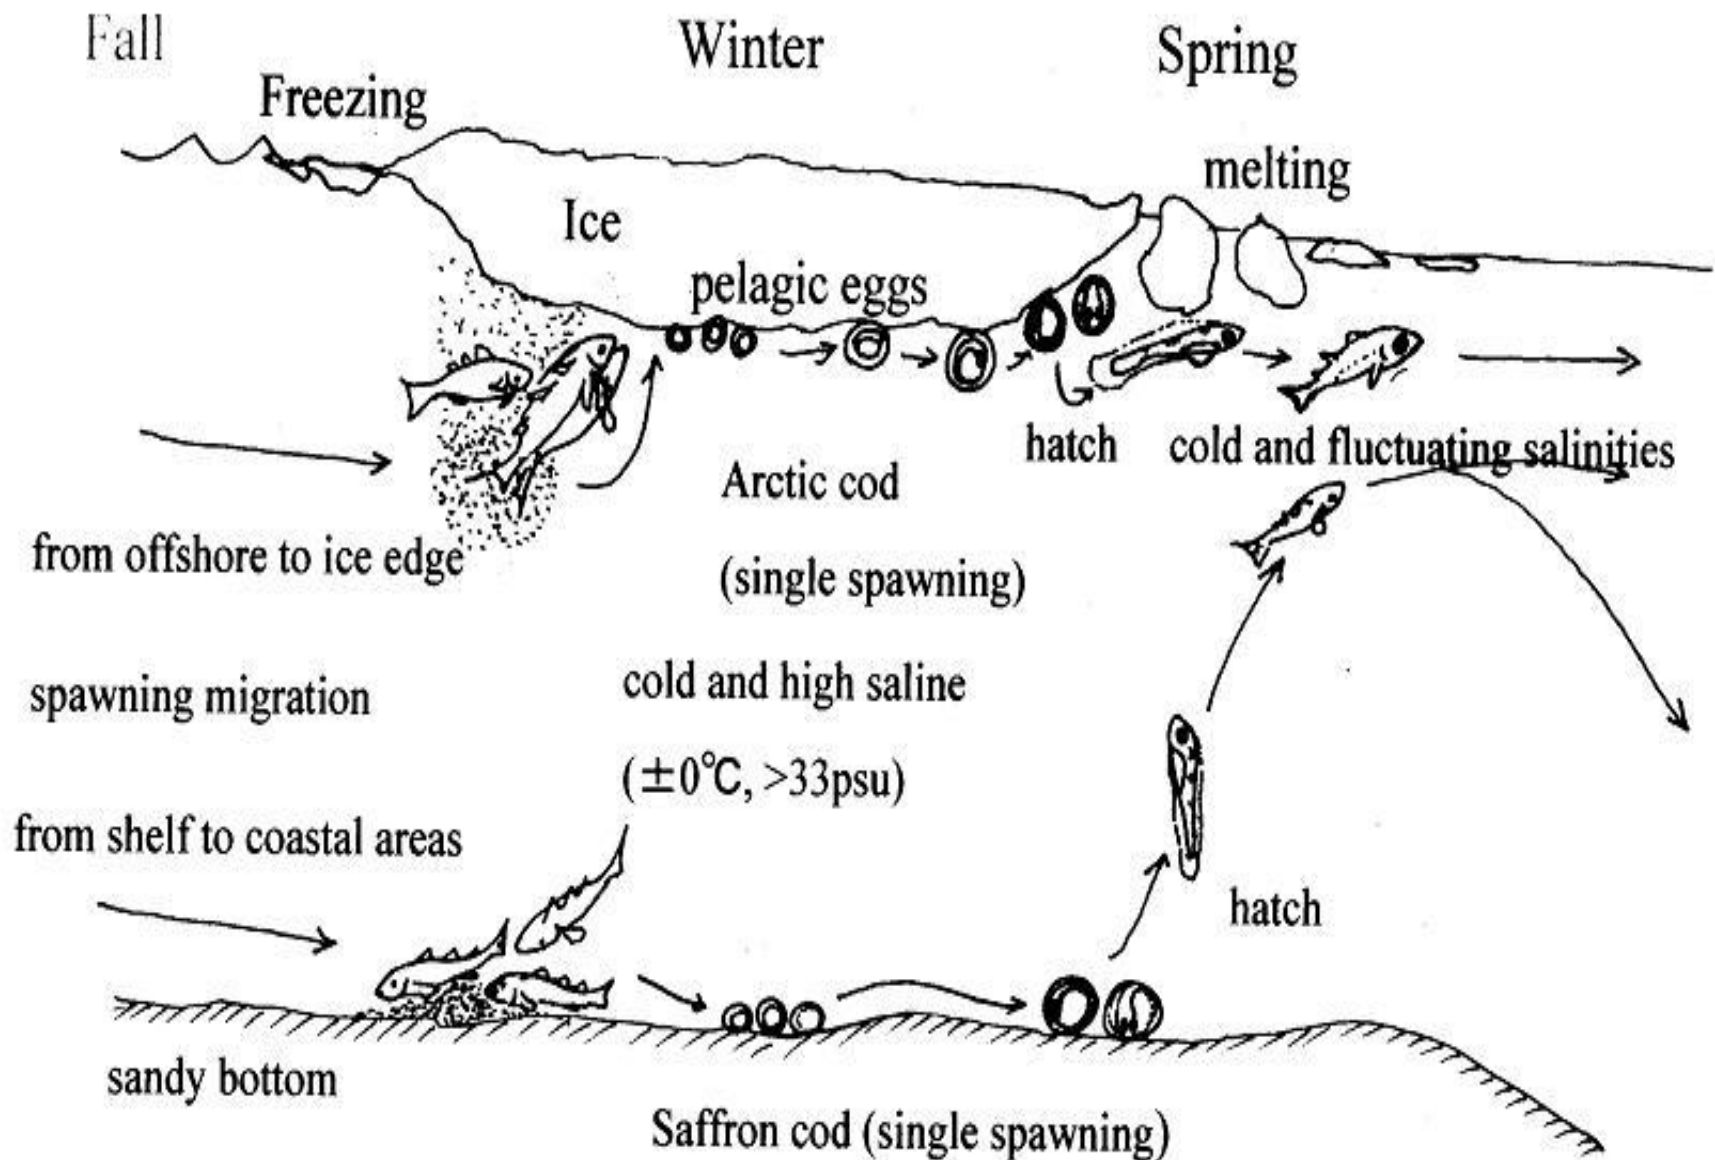 Fall
Winter
Spring
Freezing
melting
Ice
pelagic eggs
hatch
cold and fluctuating salinities
Arctic cod
(single spawning)
from offshore to ice edge
spawning migration
cold and high saline
(±0℃, >33psu)
from shelf to coastal areas
hatch
sandy bottom
Saffron cod (single spawning)